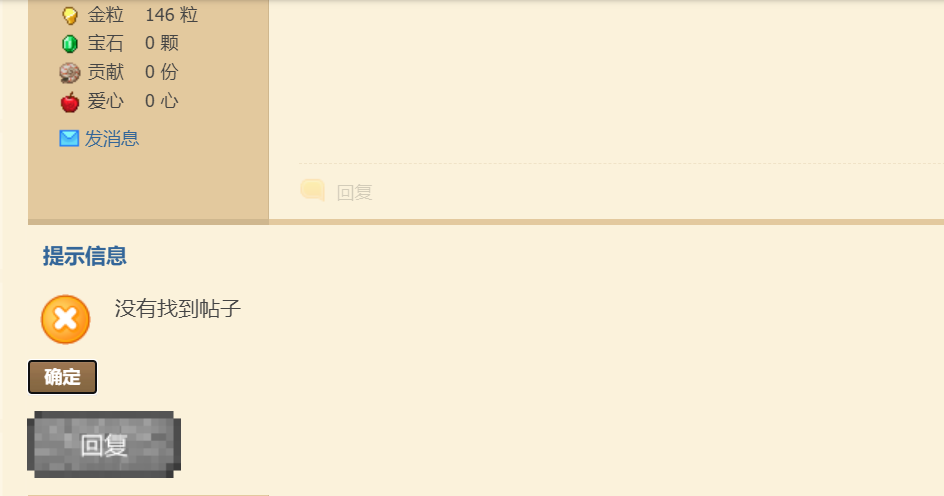 金粒 146 粒
宝石 0 颗
贡献 0 份
爱心 0 心
发消息
回复
提示信息
没有找到帖子
确定
回复